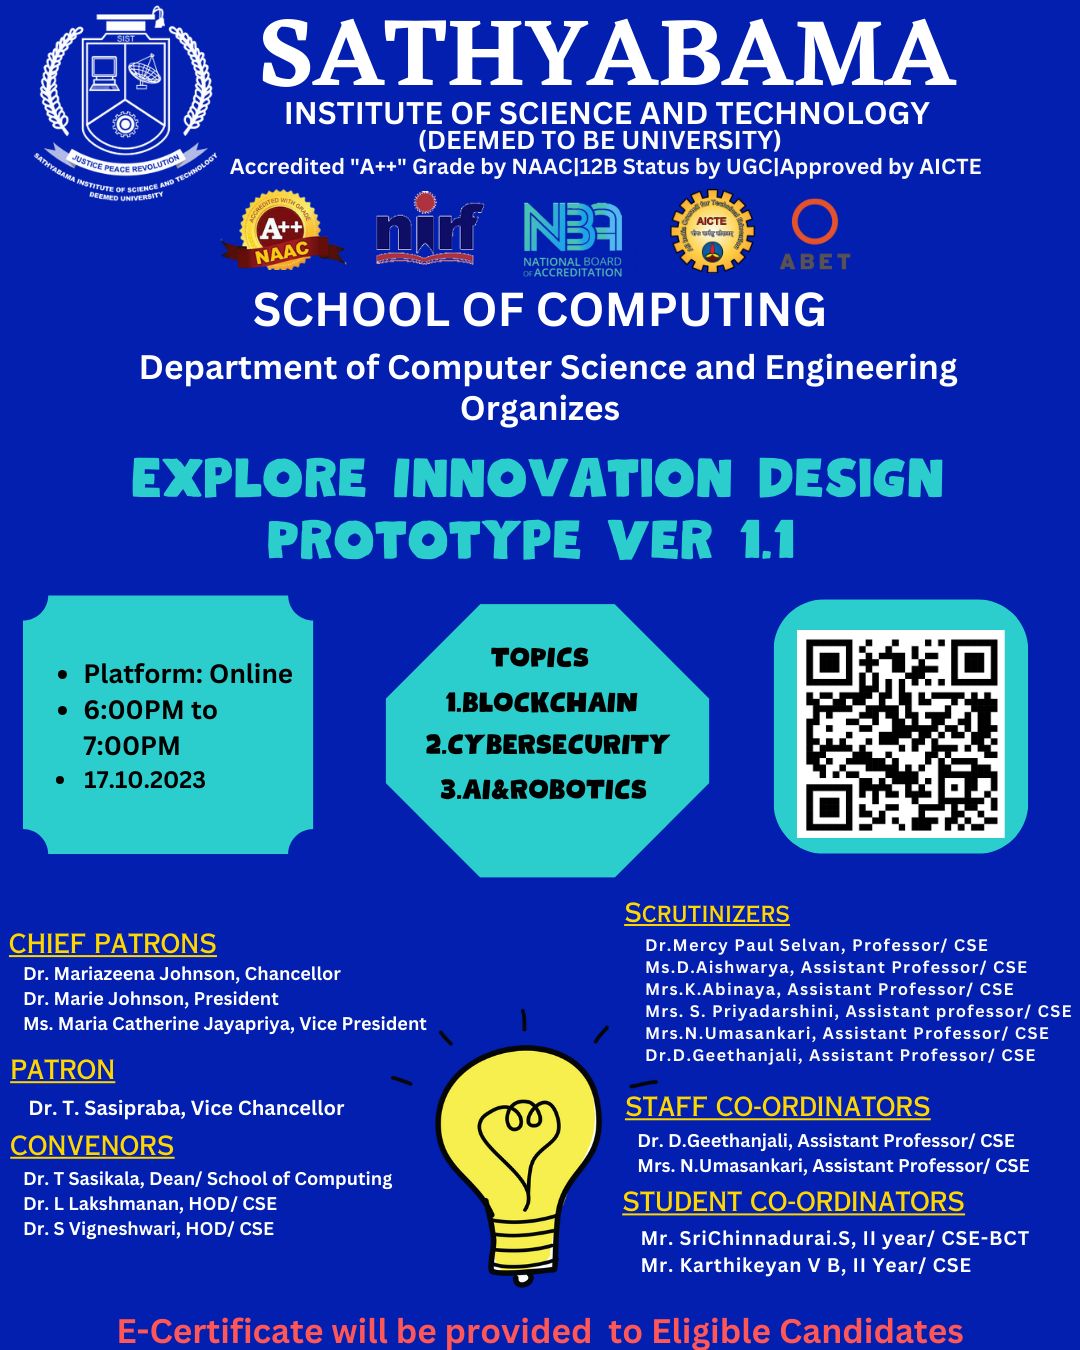 SIST
JUSTICE PEACE REVOLUTION
SATHYABAMA INSTITUTE OF SCIENCE AND TECHNOLOGY
DEEMED UNIVERSITY
SATHYABAMA
INSTITUTE OF SCIENCE AND TECHNOLOGY
(DEEMED TO BE UNIVERSITY)
Accredited "A++" Grade by NAAC|12B Status by UGC|Approved by AICTE
ACCREDITED WITH GRADE
A++
NAAC
nirf
NBA
NATIONAL BOARD
OF ACCREDITATION
All India Council for Technical Education
AICTE
ABET
SCHOOL OF COMPUTING
Department of Computer Science and Engineering
Organizes
EXPLORE INNOVATION DESIGN
PROTOTYPE VER 1.1
• Platform: Online
• 6:00PM to
7:00PM
• 17.10.2023
TOPICS
1.BLOCKCHAIN
2.CYBERSECURITY
3.AI&ROBOTICS
CHIEF PATRONS
Dr. Mariazeena Johnson, Chancellor
Dr. Marie Johnson, President
Ms. Maria Catherine Jayapriya, Vice President
PATRON
Dr. T. Sasipraba, Vice Chancellor
CONVENORS
Dr. T Sasikala, Dean/ School of Computing
Dr. L Lakshmanan, HOD/ CSE
Dr. S Vigneshwari, HOD/ CSE
SCRUTINIZERS
Dr.Mercy Paul Selvan, Professor/ CSE
Ms.D.Aishwarya, Assistant Professor/ CSE
Mrs.K.Abinaya, Assistant Professor/ CSE
Mrs. S. Priyadarshini, Assistant professor/ CSE
Mrs.N.Umasankari, Assistant Professor/ CSE
Dr.D.Geethanjali, Assistant Professor/ CSE
STAFF CO-ORDINATORS
Dr. D.Geethanjali, Assistant Professor/ CSE
Mrs. N.Umasankari, Assistant Professor/ CSE
STUDENT CO-ORDINATORS
Mr. SriChinnadurai.S, II year/ CSE-BCT
Mr. Karthikeyan V B, II Year/ CSE
E-Certificate will be provided to Eligible Candidates